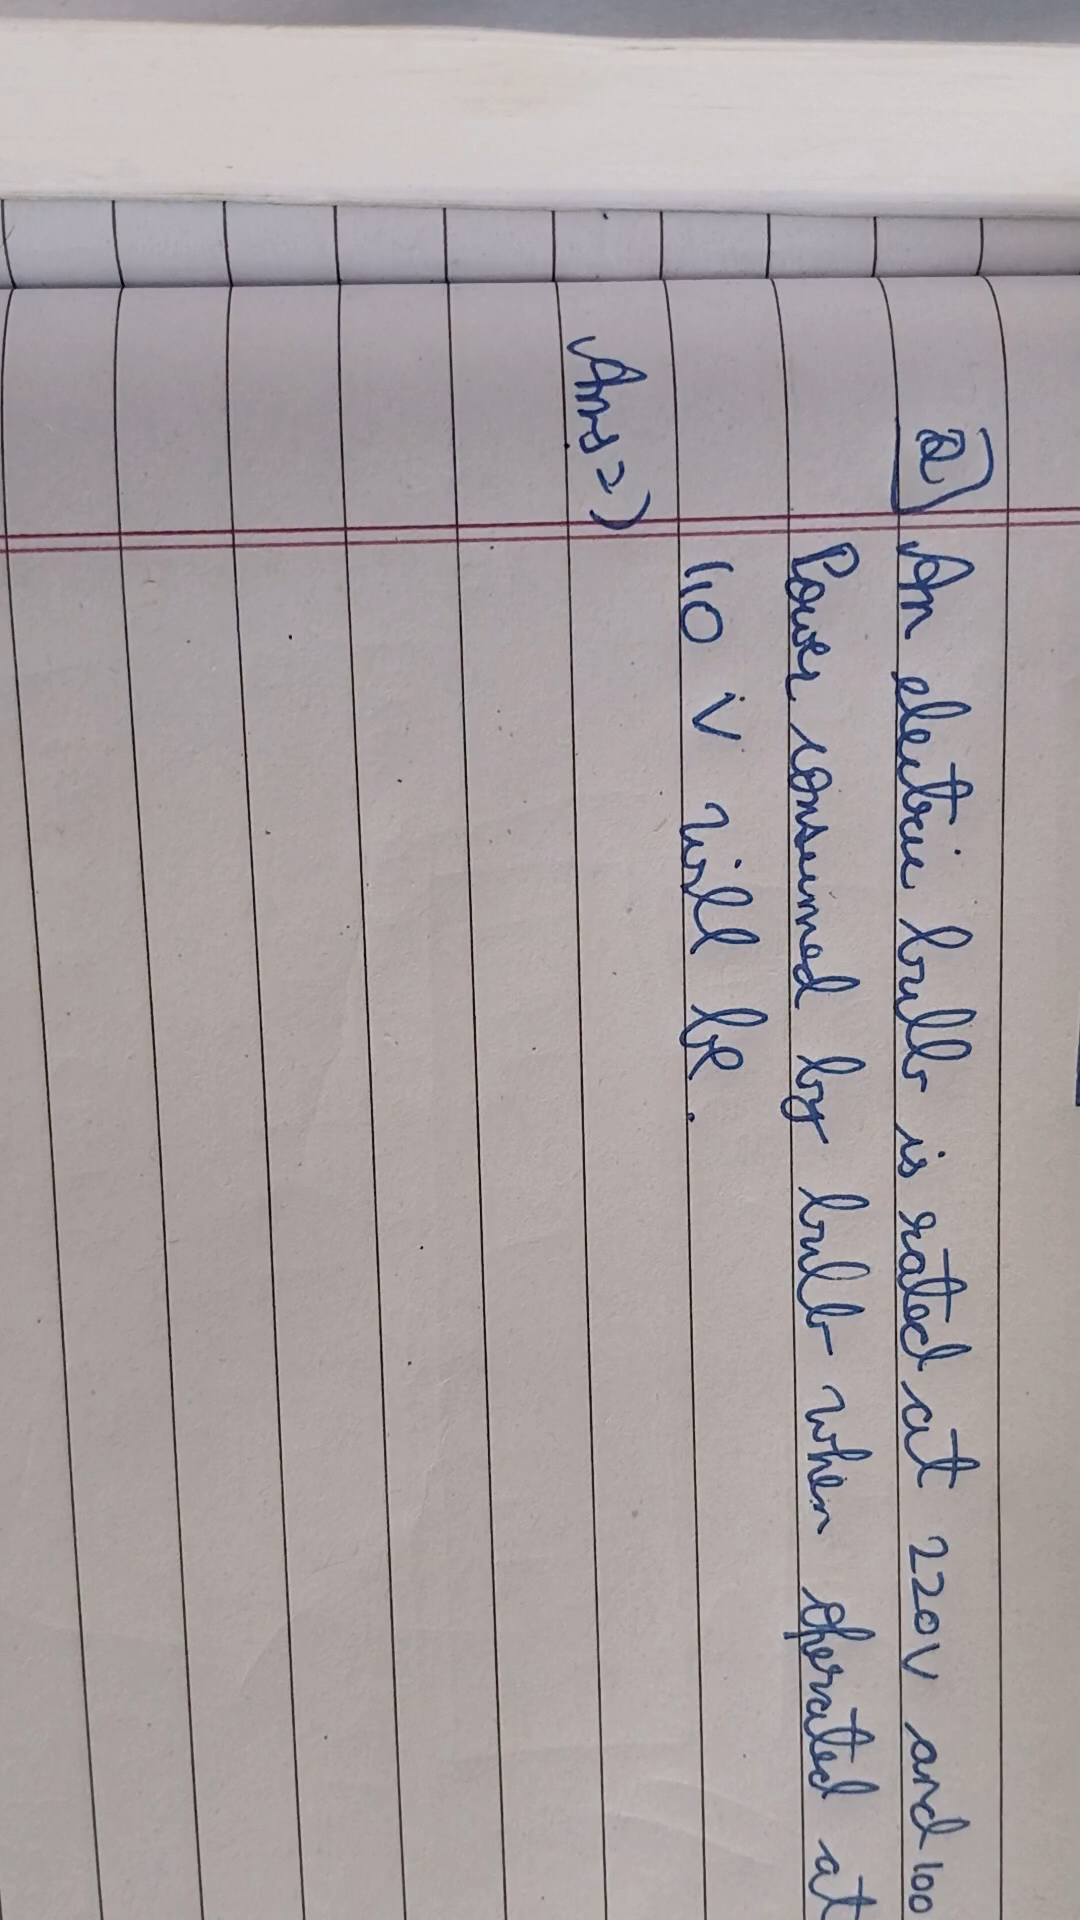 Q) An electric bulb is rated at 220V and 100
Power consumed by bulb when operated at
110 V will be.
Ans =)